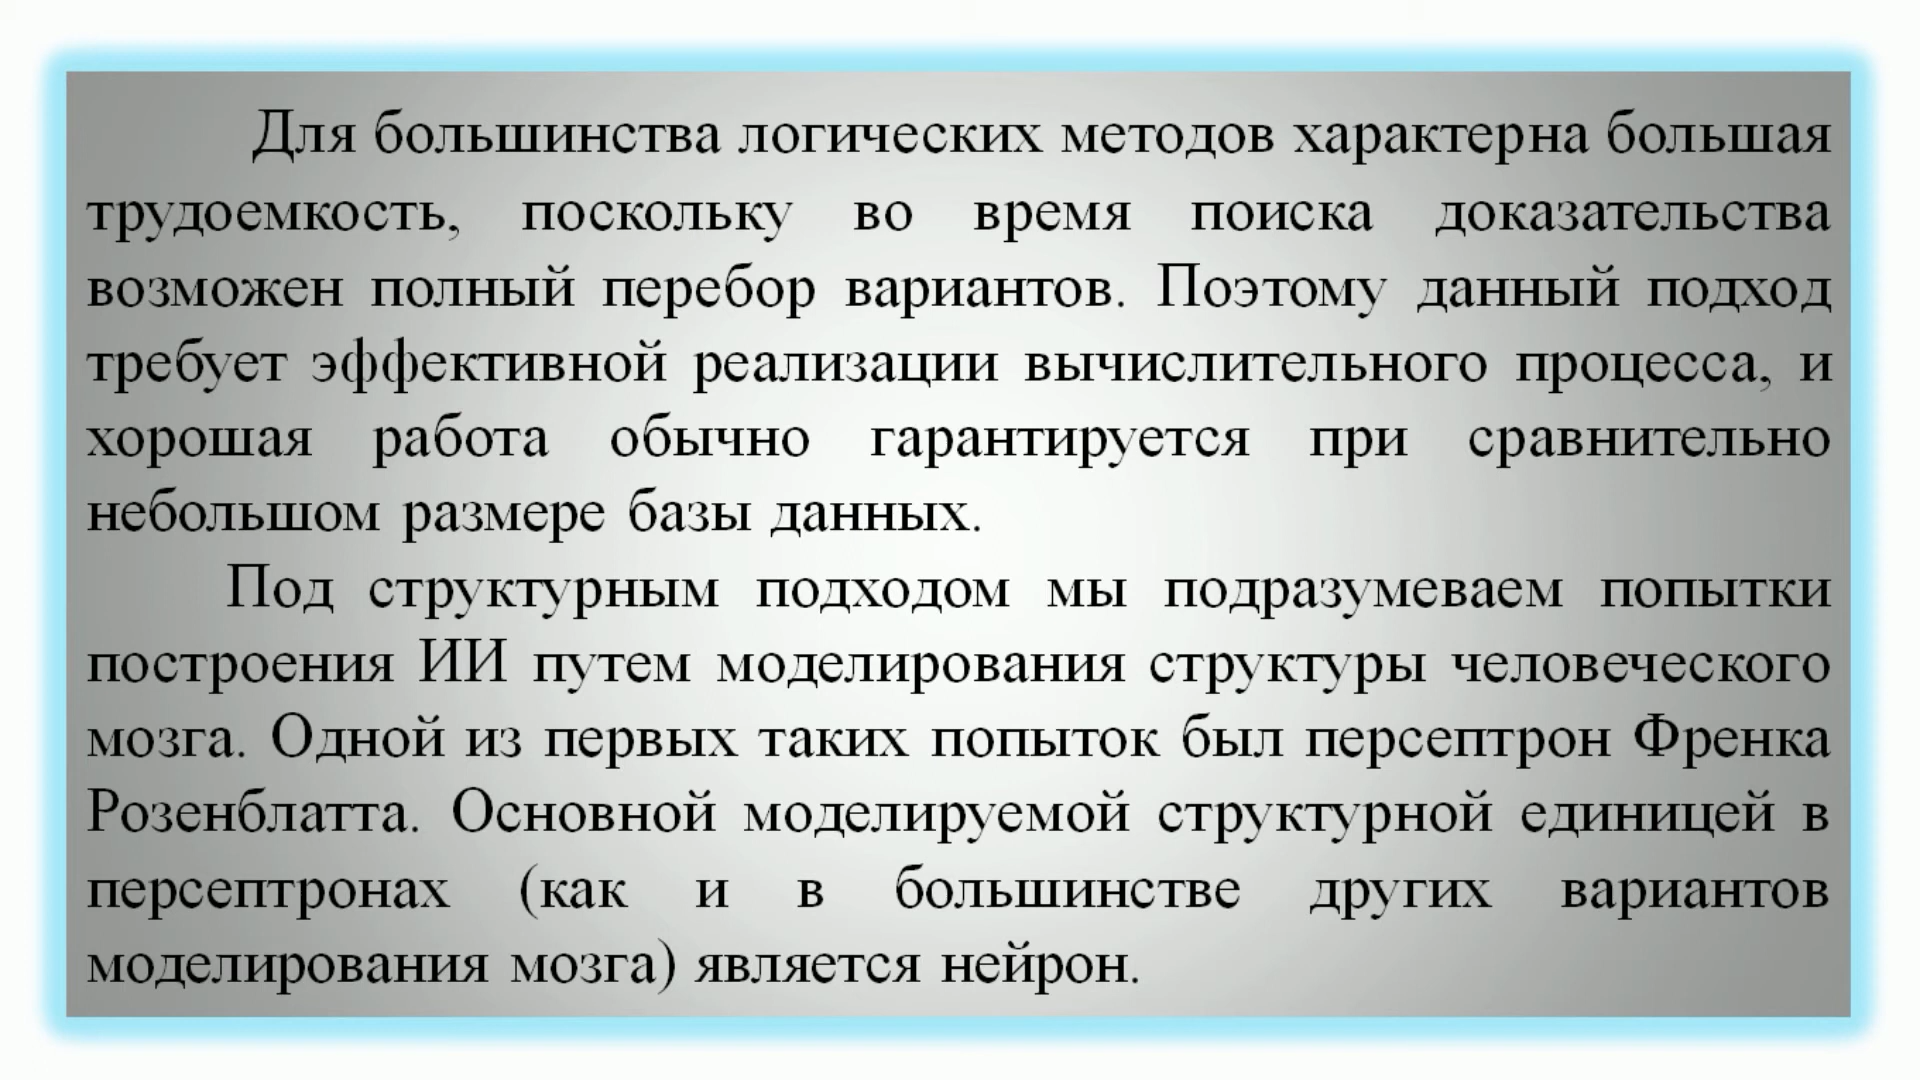 Для большинства логических методов характерна большая
трудоемкость, поскольку во время поиска доказательства
возможен полный перебор вариантов. Поэтому данный подход
требует эффективной реализации вычислительного процесса, и
хорошая работа обычно гарантируется при сравнительно
небольшом размере базы данных.
Под структурным подходом мы подразумеваем попытки
построения ИИ путем моделирования структуры человеческого
мозга. Одной из первых таких попыток был персептрон Френка
Розенблатта. Основной моделируемой структурной единицей в
персептронах (как и в большинстве других вариантов
моделирования мозга) является нейрон.